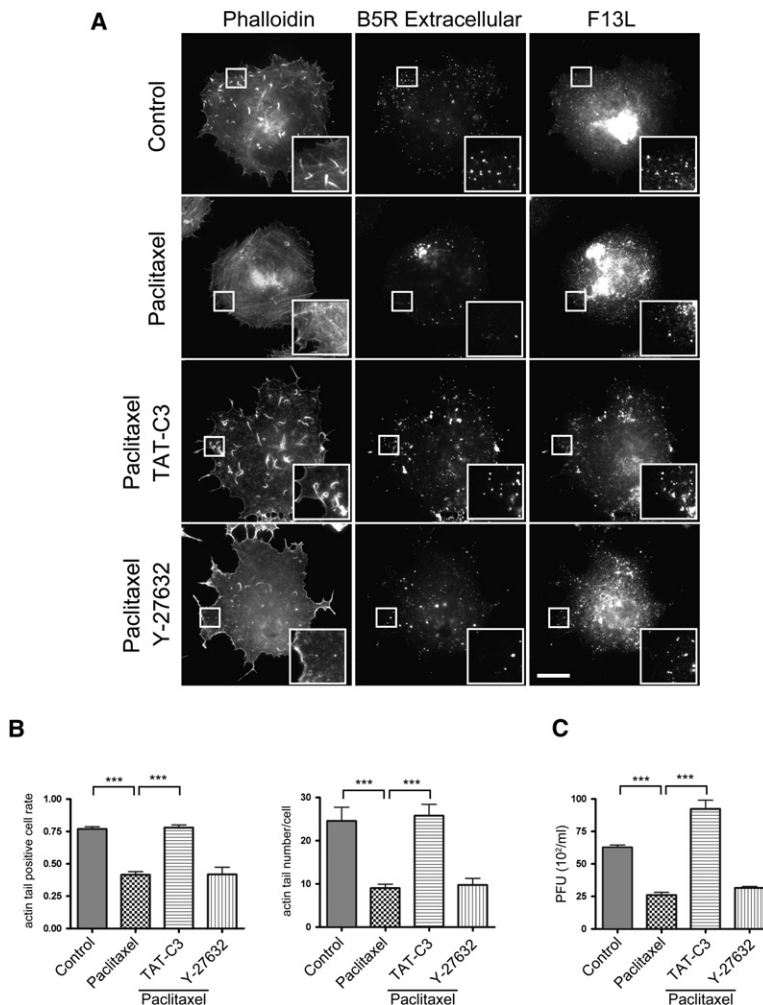 A
Phalloidin
B5R Extracellular
F13L
Control
Paclitaxel
Paclitaxel
TAT-C3
Paclitaxel
Y-27632
B
actin tail positive cell rate
1.00
0.75
0.50
0.25
0.00
***
***
Control
Paclitaxel
TAT-C3
Y-27632
Paclitaxel
actin tail number/cell
30
20
10
0
***
***
Control
Paclitaxel
TAT-C3
Y-27632
Paclitaxel
C
PFU (10²/ml)
100
75
50
25
0
***
***
Control
Paclitaxel
TAT-C3
Y-27632
Paclitaxel